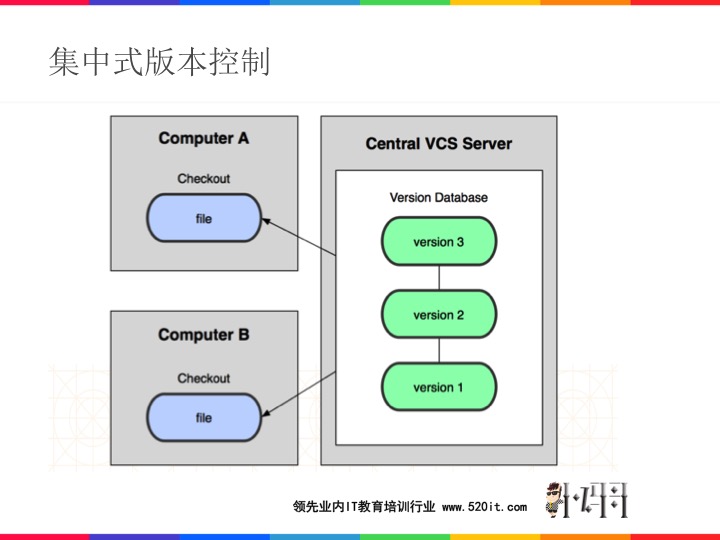 集中式版本控制
Computer A
Checkout
file
Computer B
Checkout
file
Central VCS Server
Version Database
version 3
version 2
version 1
领先业内IT教育培训行业 www.520it.com
小码哥